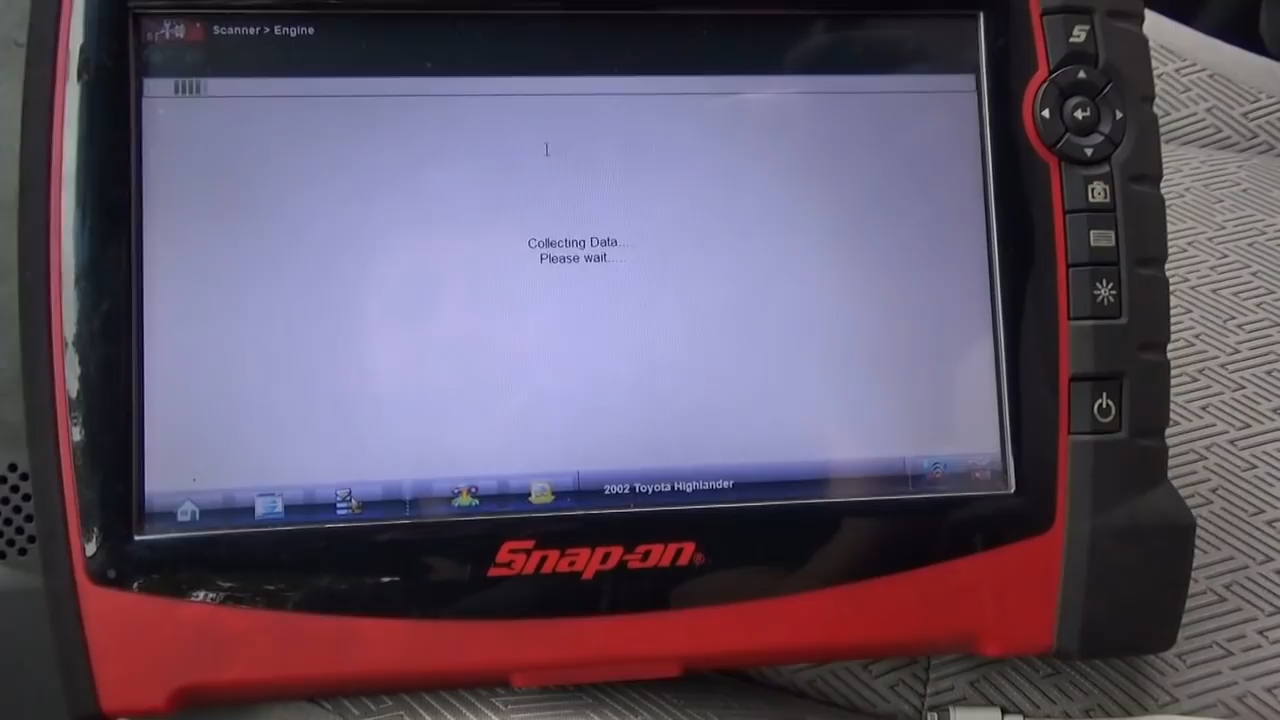 Scanner > Engine
Collecting Data....
Please wait.....
2002 Toyota Highlander
Snap-on®
S